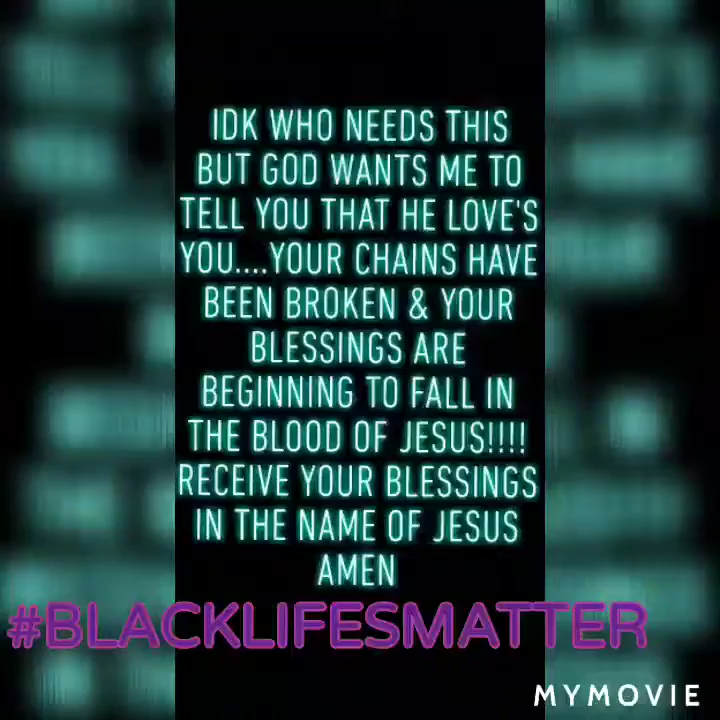 IDK WHO NEEDS THIS
BUT GOD WANTS ME TO
TELL YOU THAT HE LOVE'S
YOU....YOUR CHAINS HAVE
BEEN BROKEN & YOUR
BLESSINGS ARE
BEGINNING TO FALL IN
THE BLOOD OF JESUS!!!!
RECEIVE YOUR BLESSINGS
IN THE NAME OF JESUS
AMEN
#BLACKLIFESMATTER
MYMOVIE